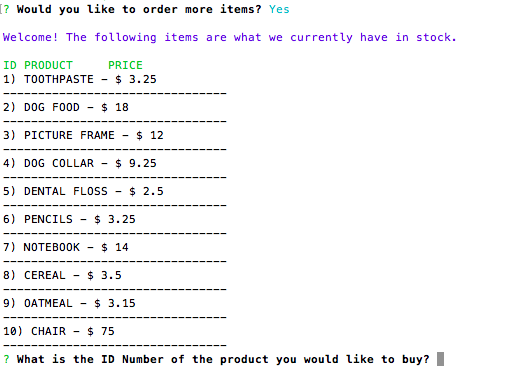 ? Would you like to order more items? Yes
Welcome! The following items are what we currently have in stock.
ID PRODUCT     PRICE
1) TOOTHPASTE – $ 3.25
--------------------------------
2) DOG FOOD – $ 18
--------------------------------
3) PICTURE FRAME – $ 12
--------------------------------
4) DOG COLLAR – $ 9.25
--------------------------------
5) DENTAL FLOSS – $ 2.5
--------------------------------
6) PENCILS – $ 3.25
--------------------------------
7) NOTEBOOK – $ 14
--------------------------------
8) CEREAL – $ 3.5
--------------------------------
9) OATMEAL – $ 3.15
--------------------------------
10) CHAIR – $ 75
--------------------------------
? What is the ID Number of the product you would like to buy?